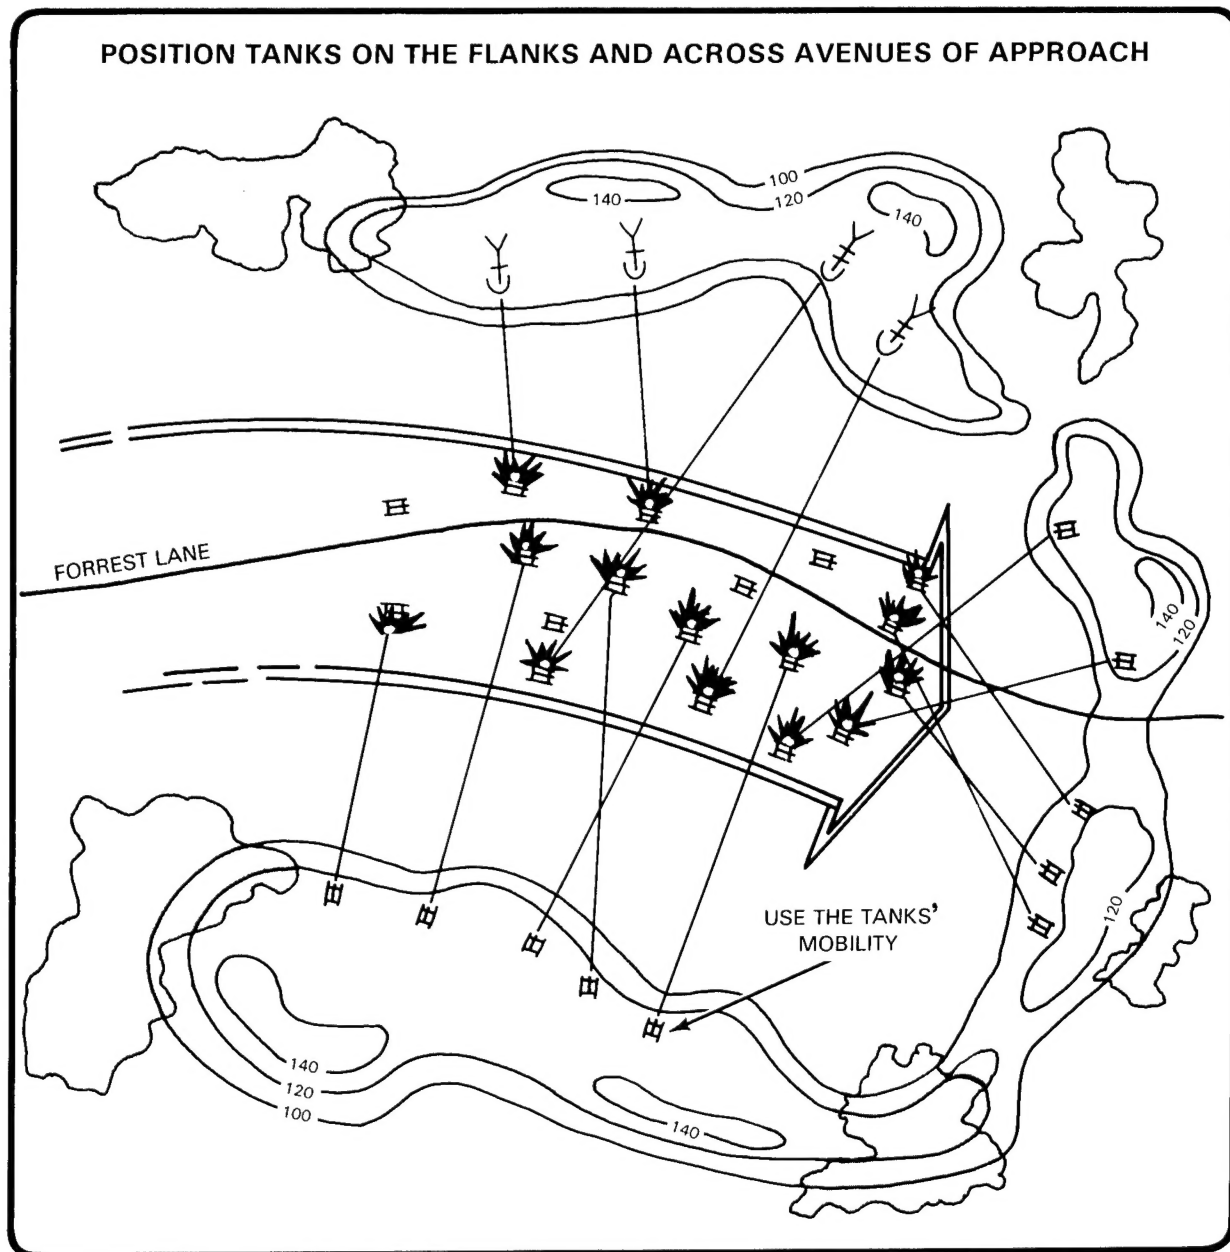 POSITION TANKS ON THE FLANKS AND ACROSS AVENUES OF APPROACH
100
120
140
140
FORREST LANE
140
120
USE THE TANKS'
MOBILITY
120
140
120
100
140